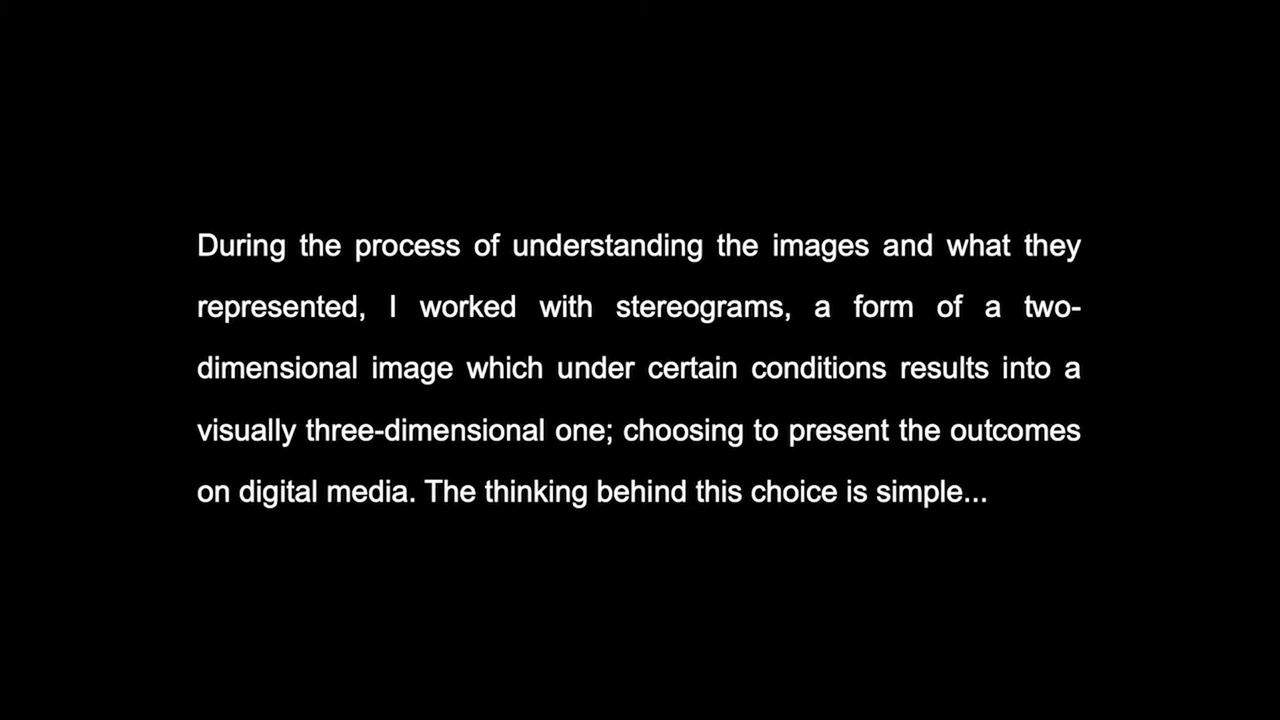 During the process of understanding the images and what they
represented, I worked with stereograms, a form of a two-
dimensional image which under certain conditions results into a
visually three-dimensional one; choosing to present the outcomes
on digital media. The thinking behind this choice is simple...